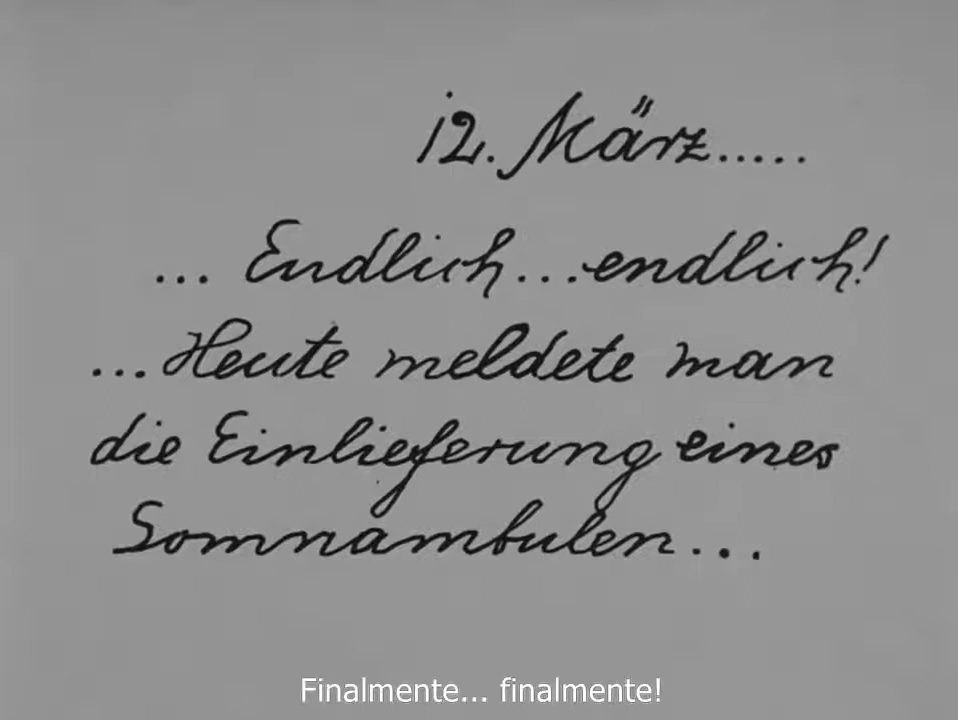 12. März.....
... Endlich...endlich!
...Heute meldete man
die Einlieferung eines
Somnambulen...
Finalmente... finalmente!